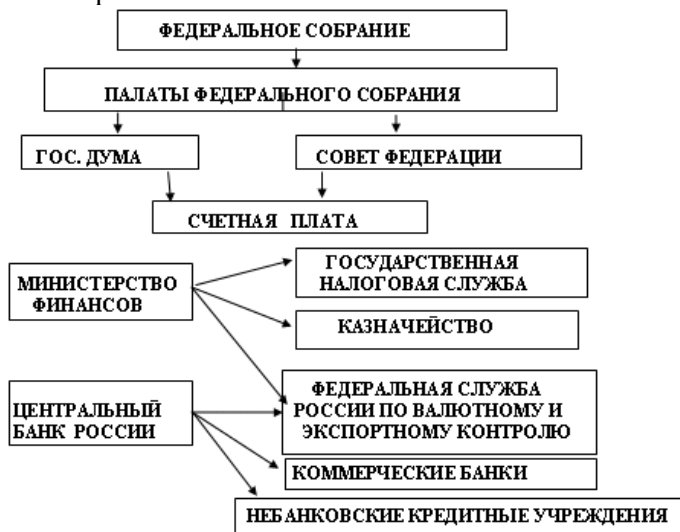 ФЕДЕРАЛЬНОЕ СОБРАНИЕ
ПАЛАТЫ ФЕДЕРАЛЬНОГО СОБРАНИЯ
ГОС. ДУМА
СОВЕТ ФЕДЕРАЦИИ
СЧЕТНАЯ ПЛАТА
МИНИСТЕРСТВО
ФИНАНСОВ
ГОСУДАРСТВЕННАЯ
НАЛОГОВАЯ СЛУЖБА
КАЗНАЧЕЙСТВО
ЦЕНТРАЛЬНЫЙ
БАНК РОССИИ
ФЕДЕРАЛЬНАЯ СЛУЖБА
РОССИИ ПО ВАЛЮТНОМУ И
ЭКСПОРТНОМУ КОНТРОЛЮ
КОММЕРЧЕСКИЕ БАНКИ
НЕБАНКОВСКИЕ КРЕДИТНЫЕ УЧРЕЖДЕНИЯ